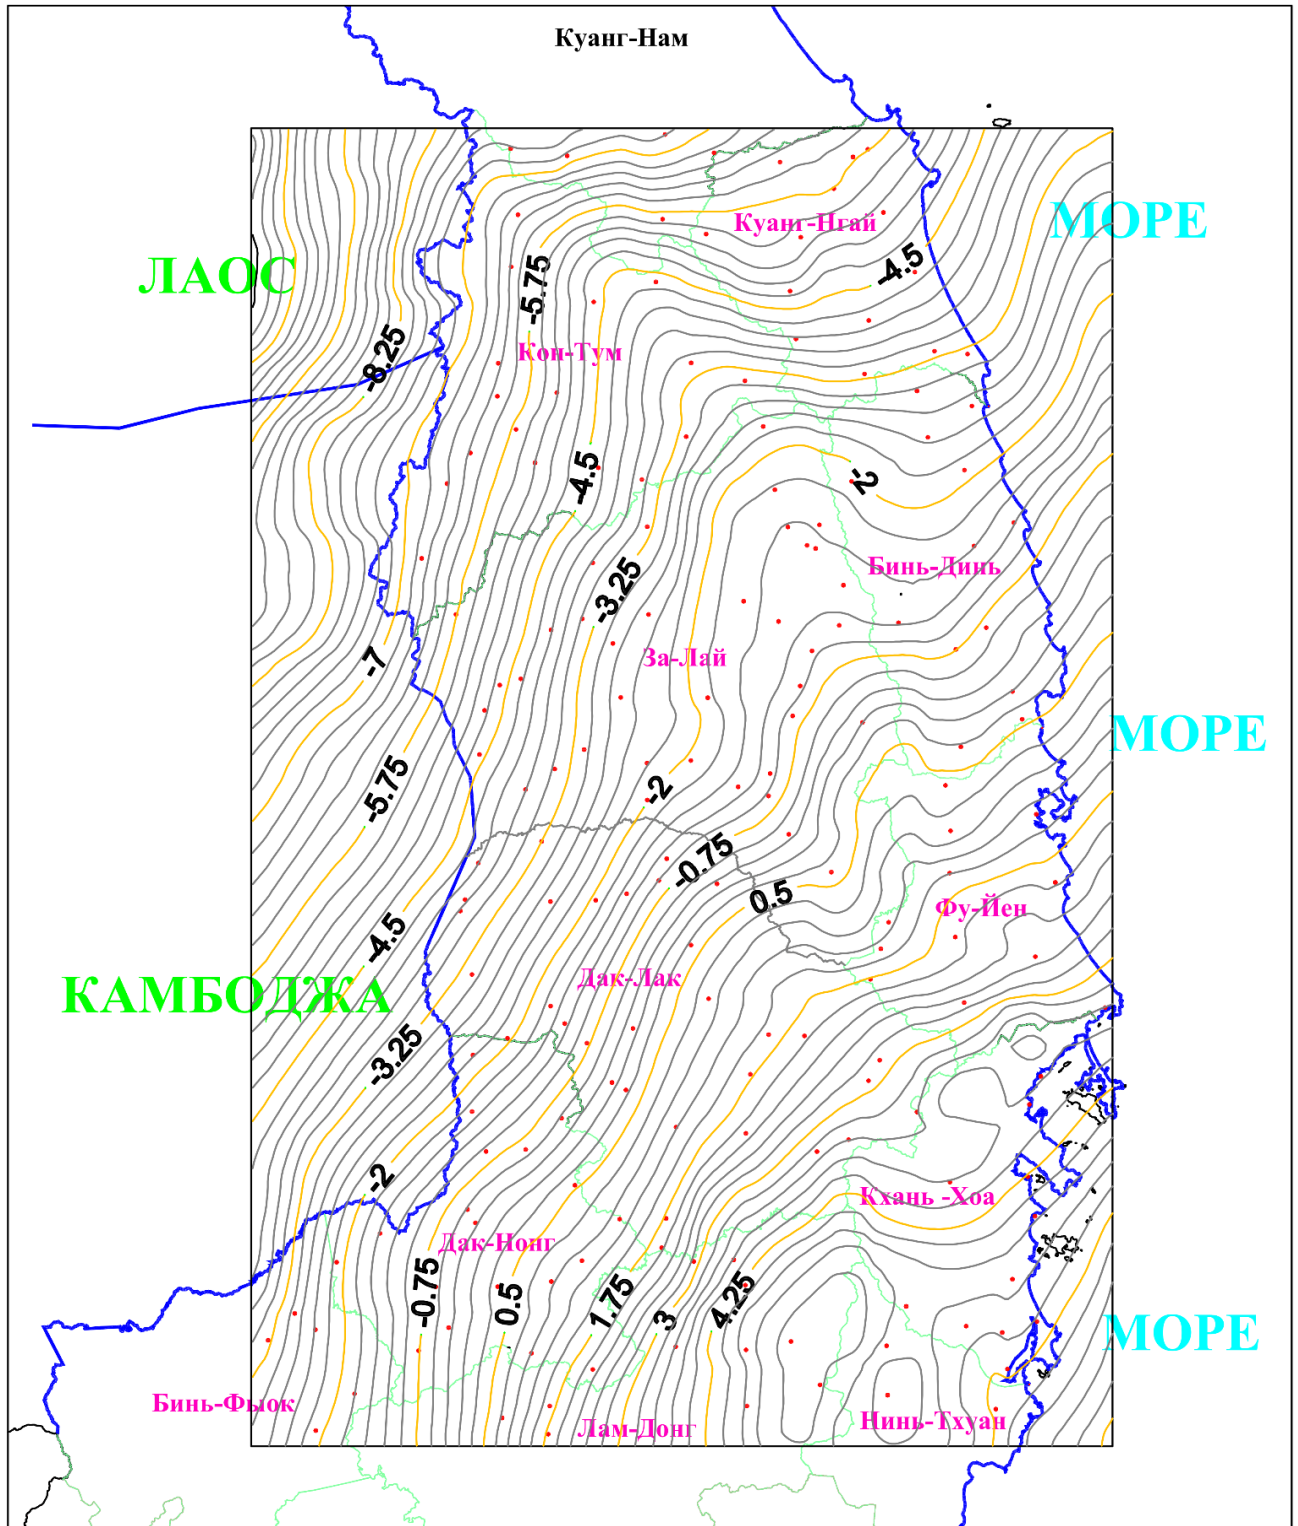 Куанг-Нам
МОРЕ
Куанг-Нгай
-4.5
ЛАОС
-5.75
-8.25
Кон-Тум
-4.5
-2
-3.25
Бинь-Динь
За-Лай
-7
МОРЕ
-5.75
-2
-0.75
0.5
Фу-Йен
-4.5
Дак-Лак
КАМБОДЖА
-3.25
-2
Кхань -Хоа
Дак-Нонг
-0.75
0.5
1.75
3
4.25
МОРЕ
Бинь-Фыок
Лам-Донг
Нинь-Тхуан